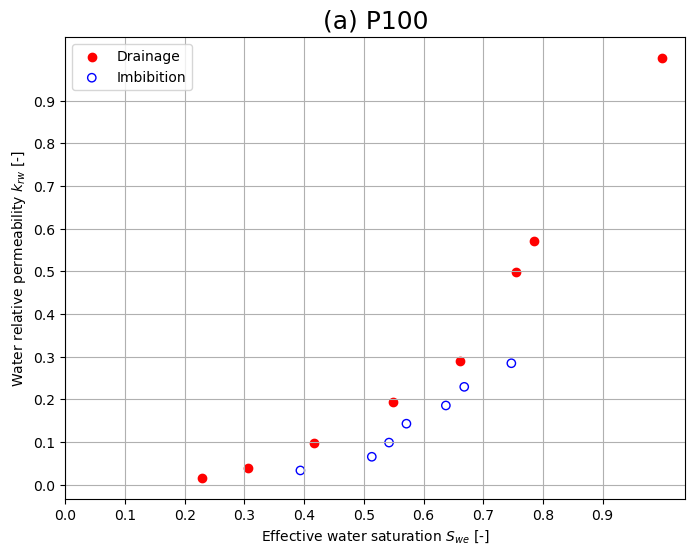 (a) P100
Drainage
Imbibition
0.9
0.8
0.7
0.6
0.5
0.4
0.3
0.2
0.1
0.0
Water relative permeability k_rw [-]
0.0 0.1 0.2 0.3 0.4 0.5 0.6 0.7 0.8 0.9
Effective water saturation S_we [-]